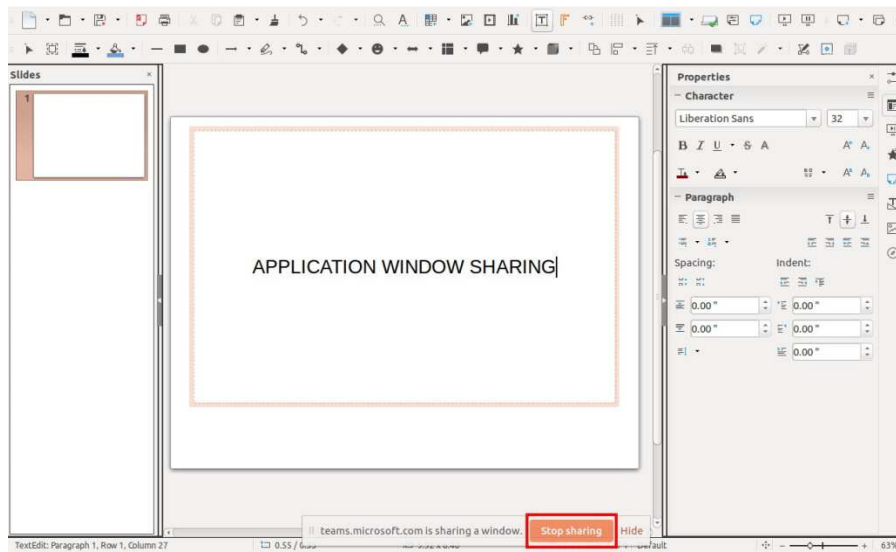 Slides
1
APPLICATION WINDOW SHARING
Properties
Character
Liberation Sans
32
Paragraph
Spacing:
Indent:
0.00"
0.00"
0.00"
0.00"
0.00"
teams.microsoft.com is sharing a window.
Stop sharing
Hide
TextEdit: Paragraph 1, Row 1, Column 27
63%